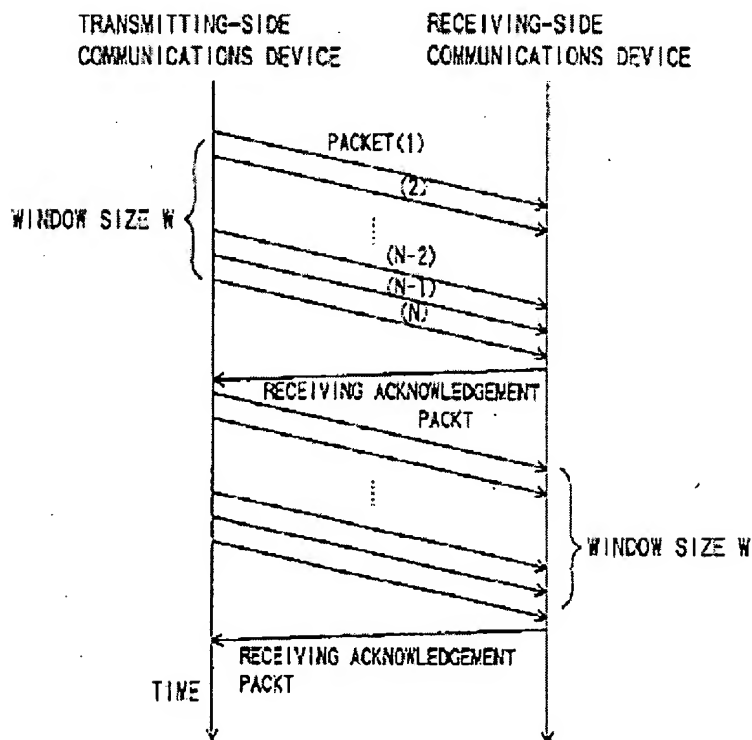 TRANSMITTING-SIDE
COMMUNICATIONS DEVICE
RECEIVING-SIDE
COMMUNICATIONS DEVICE
PACKET(1)
(2)
WINDOW SIZE W
(N-2)
(N-1)
(N)
RECEIVING ACKNOWLEDGEMENT
PACKT
WINDOW SIZE W
RECEIVING ACKNOWLEDGEMENT
PACKT
TIME